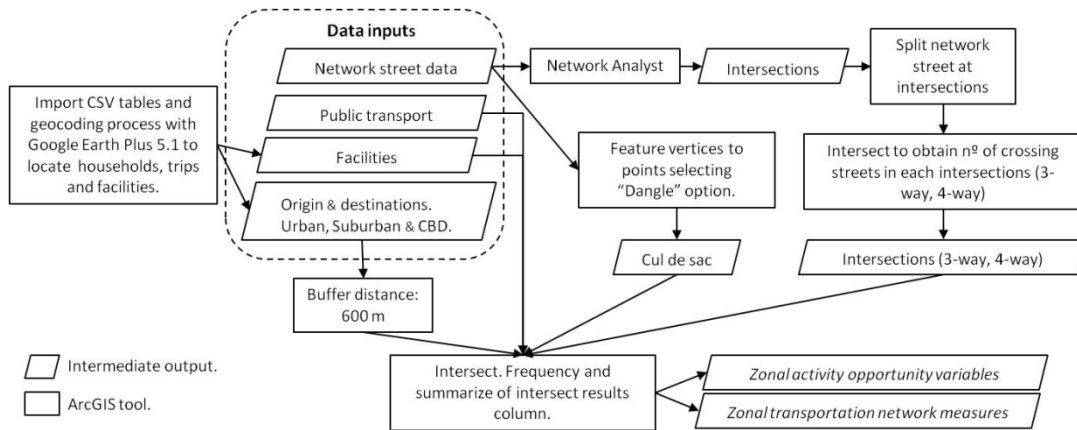 Data inputs
Network street data
Public transport
Facilities
Origin & destinations.
Urban, Suburban & CBD.
Import CSV tables and
geocoding process with
Google Earth Plus 5.1 to
locate households, trips
and facilities.
Network Analyst
Intersections
Split network
street at
intersections
Feature vertices to
points selecting
“Dangle” option.
Intersect to obtain nº of crossing
streets in each intersections (3-
way, 4-way)
Cul de sac
Intersections (3-way, 4-way)
Buffer distance:
600 m
Intersect. Frequency and
summarize of intersect results
column.
Zonal activity opportunity variables
Zonal transportation network measures
Intermediate output.
ArcGIS tool.